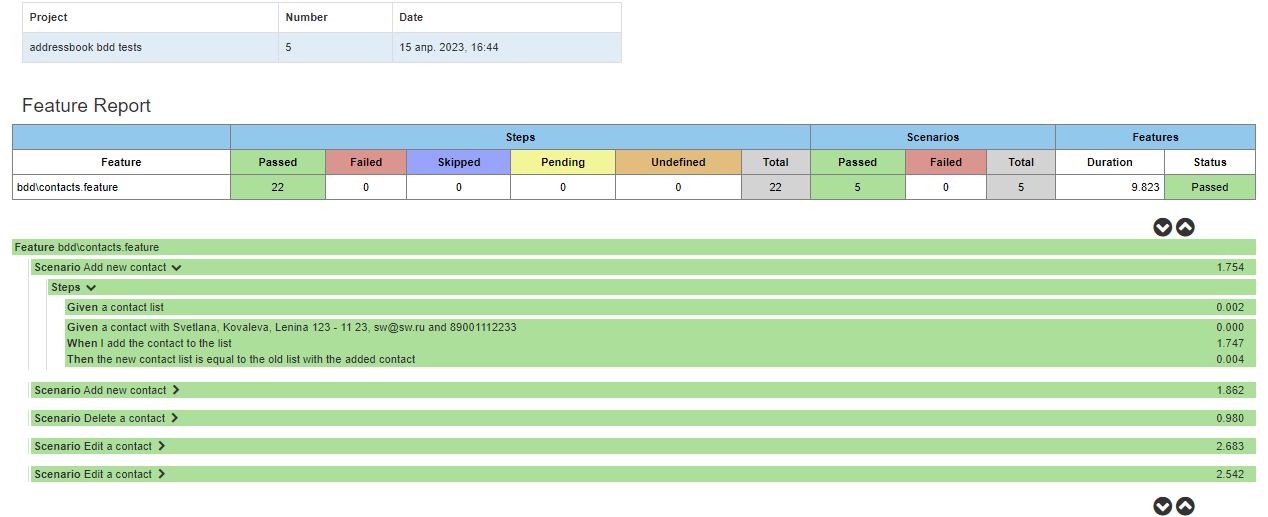 Project Number Date
addressbook bdd tests 5 15 апр. 2023, 16:44
Feature Report
Steps Scenarios Features
Feature Passed Failed Skipped Pending Undefined Total Passed Failed Total Duration Status
bdd\contacts.feature 22 0 0 0 0 22 5 0 5 9.823 Passed
Feature bdd\contacts.feature
Scenario Add new contact 1.754
Steps
Given a contact list 0.002
Given a contact with Svetlana, Kovaleva, Lenina 123 - 11 23, sw@sw.ru and 89001112233 0.000
When I add the contact to the list 1.747
Then the new contact list is equal to the old list with the added contact 0.004
Scenario Add new contact 1.862
Scenario Delete a contact 0.980
Scenario Edit a contact 2.683
Scenario Edit a contact 2.542